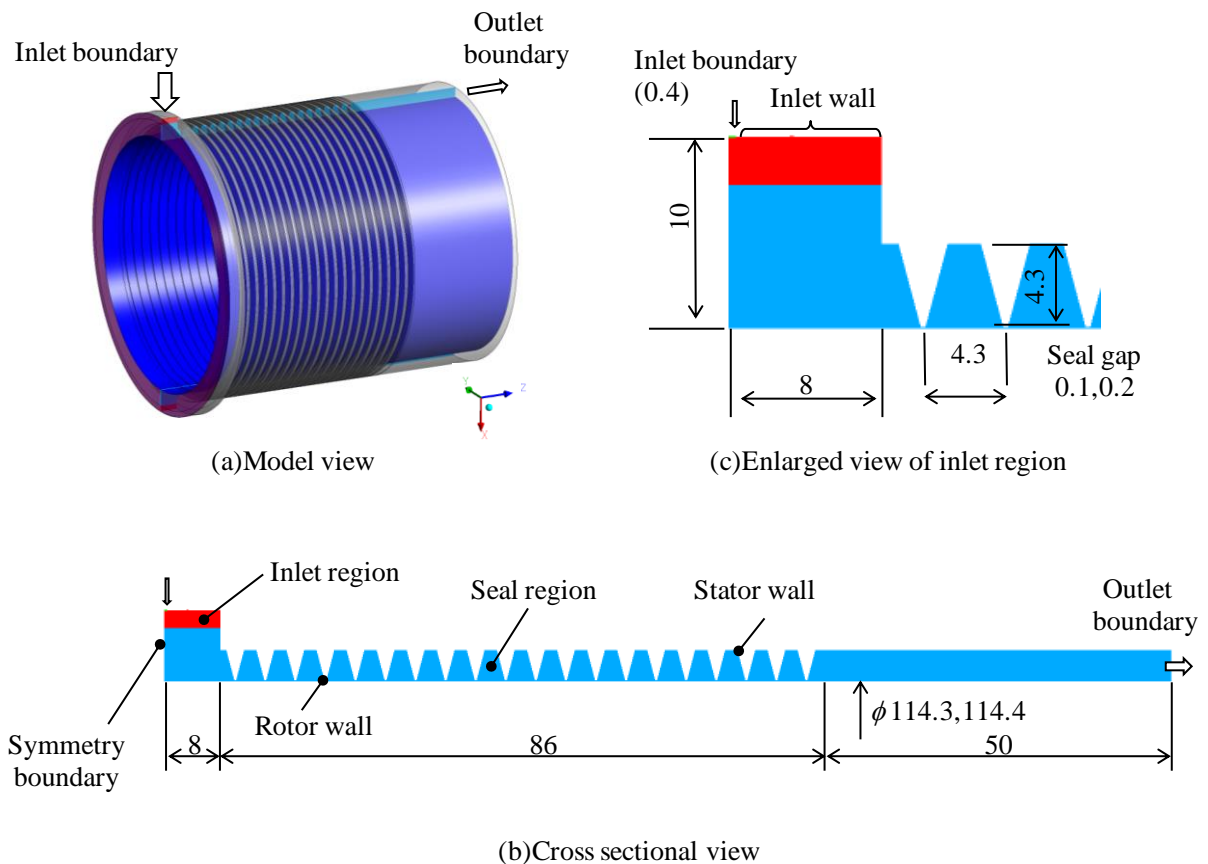 Inlet boundary
Outlet
boundary
Y
Z
X
(a)Model view
Inlet boundary
(0.4)
Inlet wall
10
4.3
4.3
8
Seal gap
0.1,0.2
(c)Enlarged view of inlet region
Inlet region
Seal region
Stator wall
Outlet
boundary
Rotor wall
Symmetry
boundary
8
86
50
ϕ114.3,114.4
(b)Cross sectional view